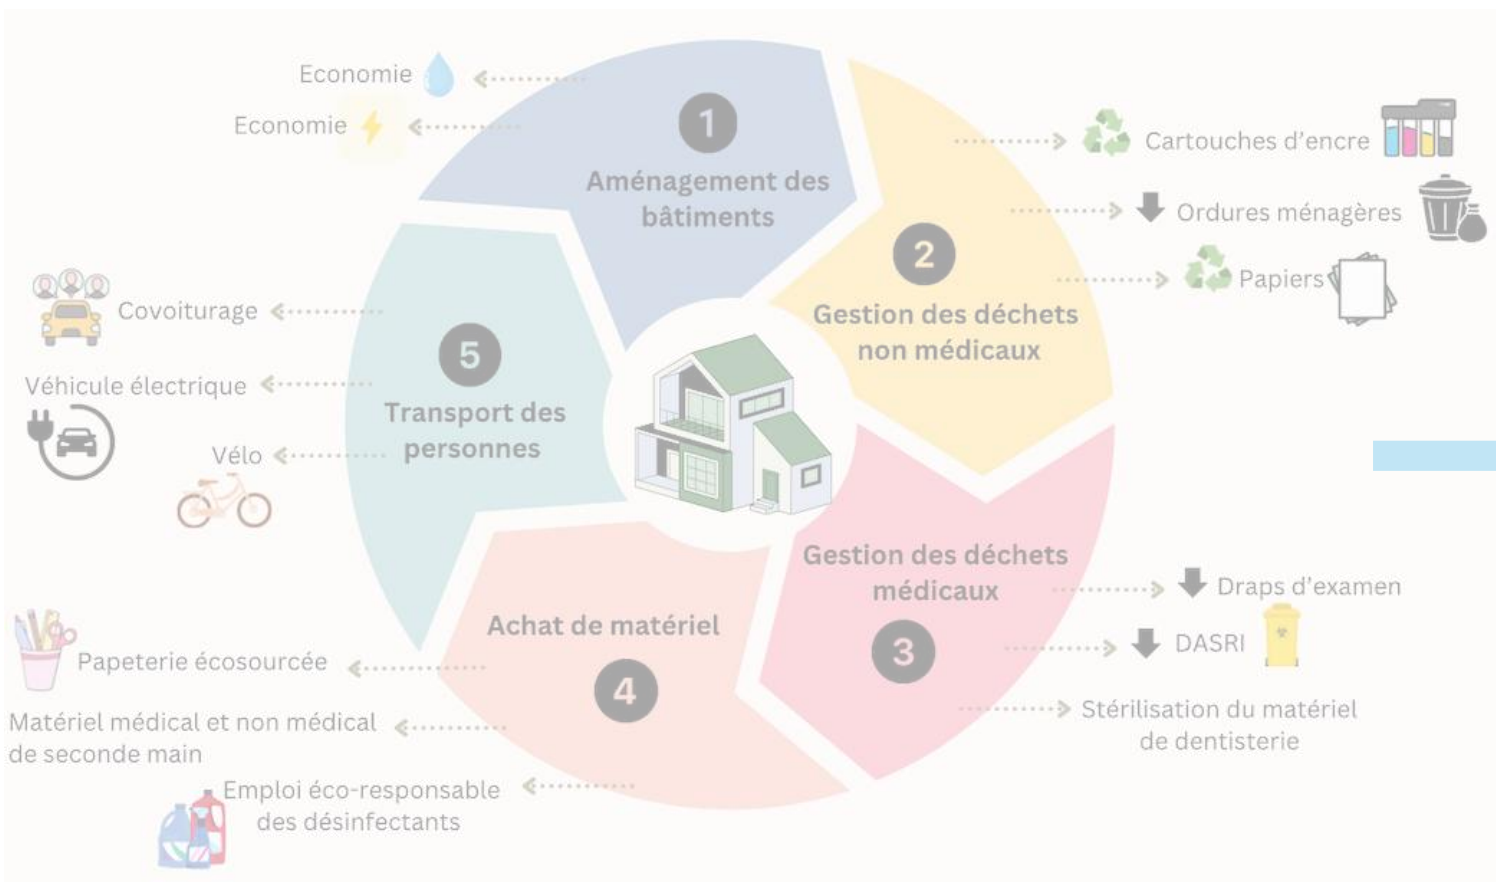 Economie
Economie
1
Aménagement des
bâtiments
Cartouches d'encre
Ordures ménagères
Papiers
2
Gestion des déchets
non médicaux
Gestion des déchets
médicaux
3
Draps d'examen
DASRI
Stérilisation du matériel
de dentisterie
Achat de matériel
4
Papeterie écosourcée
Matériel médical et non médical
de seconde main
Emploi éco-responsable
des désinfectants
5
Transport des
personnes
Covoiturage
Véhicule électrique
Vélo